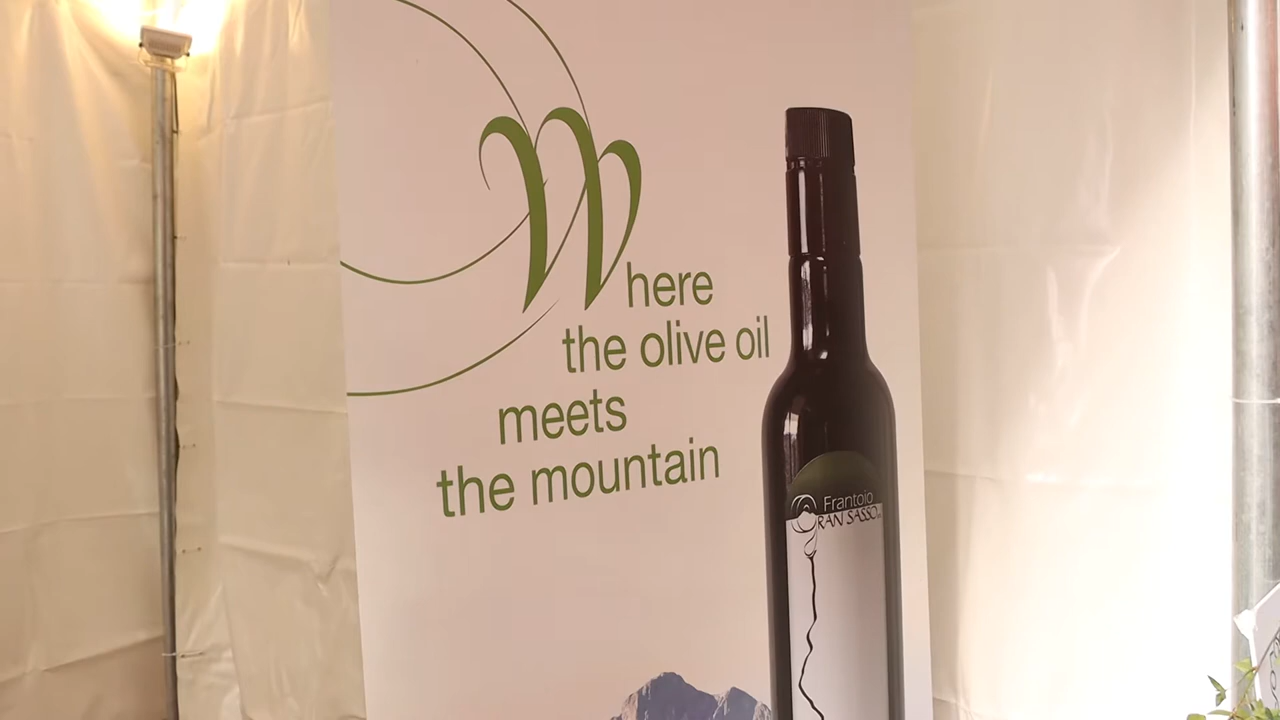 Where
the olive oil
meets
the mountain
Frantoio
GRAN SASSO